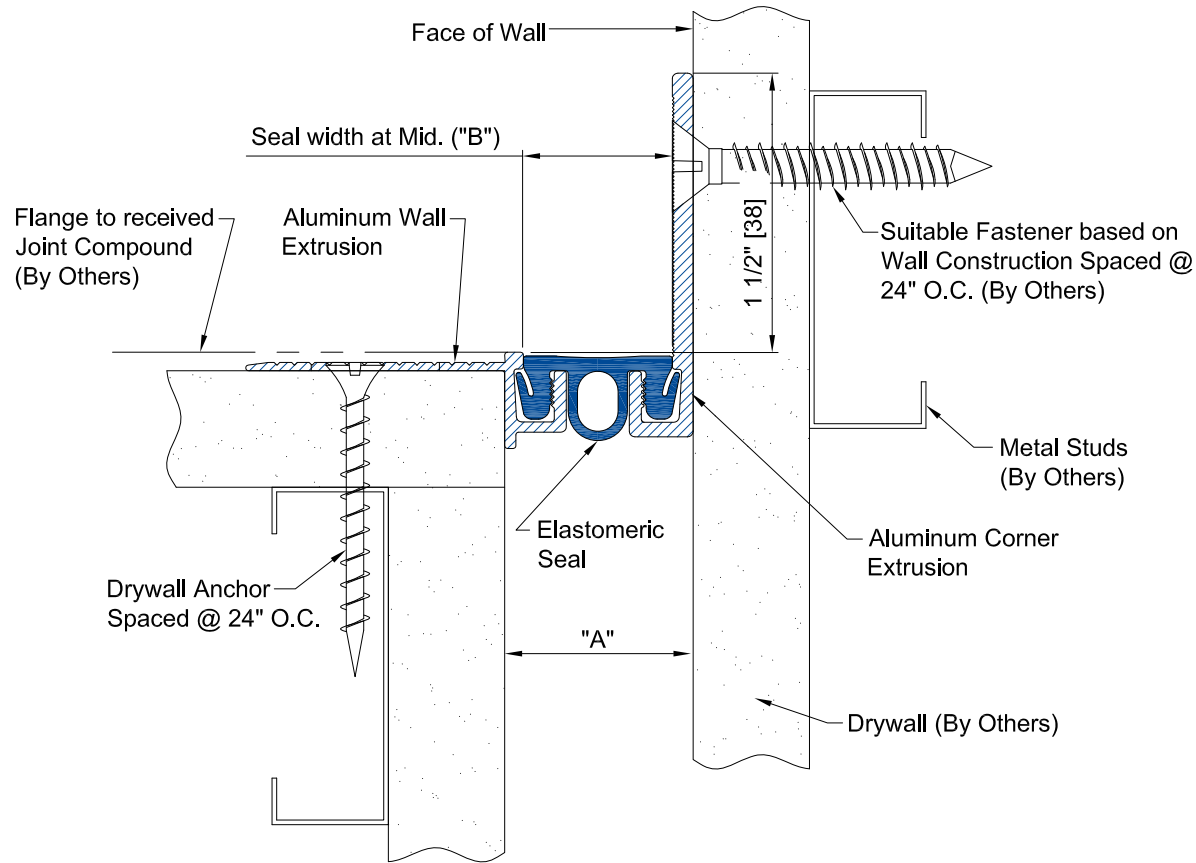 Face of Wall
Seal width at Mid. ("B")
Flange to received
Joint Compound
(By Others)
Aluminum Wall
Extrusion
1 1/2" [38]
Suitable Fastener based on
Wall Construction Spaced @
24" O.C. (By Others)
Metal Studs
(By Others)
Elastomeric
Seal
Aluminum Corner
Extrusion
Drywall Anchor
Spaced @ 24" O.C.
"A"
Drywall (By Others)